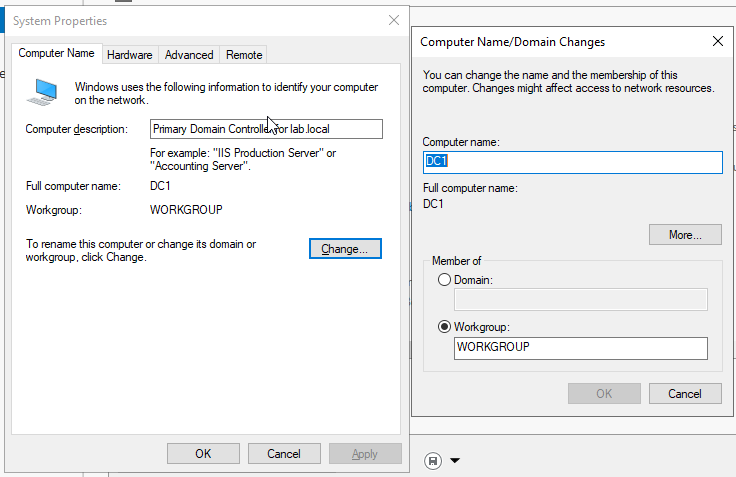 System Properties
Computer Name
Hardware
Advanced
Remote
Windows uses the following information to identify your computer
on the network.
Computer description:
Primary Domain Controller for lab.local
For example: "IIS Production Server" or
"Accounting Server".
Full computer name:
DC1
Workgroup:
WORKGROUP
To rename this computer or change its domain or
workgroup, click Change.
Change...
OK
Cancel
Apply
Computer Name/Domain Changes
You can change the name and the membership of this
computer. Changes might affect access to network resources.
Computer name:
DC1
Full computer name:
DC1
More...
Member of
Domain:
Workgroup:
WORKGROUP
OK
Cancel